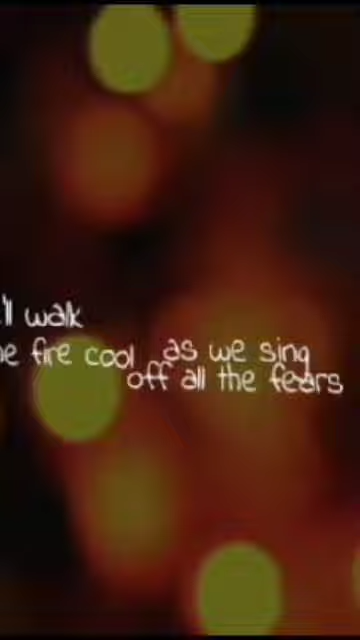 'll walk
e fire cool
as we sing
off all the fears